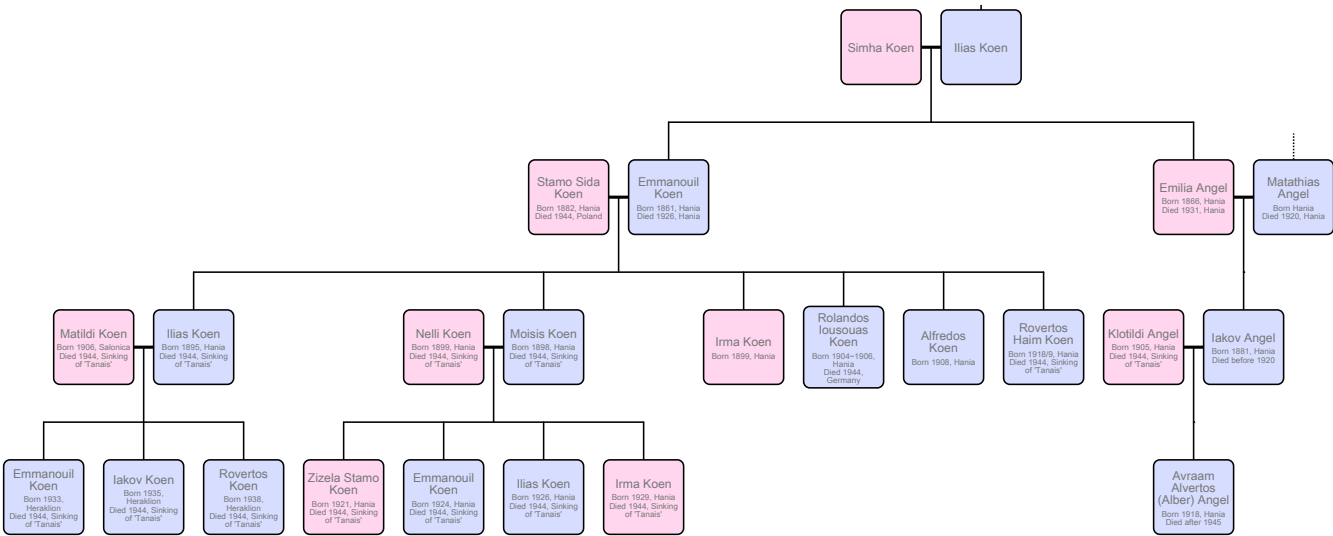 Simha Koen
Ilias Koen
Stamo Sida
Koen
Born 1882, Hania
Died 1944, Poland
Emmanouil
Koen
Born 1861, Hania
Died 1926, Hania
Emilia Angel
Born 1866, Hania
Died 1931, Hania
Matathias
Angel
Born Hania
Died 1920, Hania
Matildi Koen
Born 1906, Salonica
Died 1944, Sinking
of 'Tanais'
Ilias Koen
Born 1895, Hania
Died 1944, Sinking
of 'Tanais'
Nelli Koen
Born 1899, Hania
Died 1944, Sinking
of 'Tanais'
Moisis Koen
Born 1898, Hania
Died 1944, Sinking
of 'Tanais'
Irma Koen
Born 1899, Hania
Rolandos
Iousouas
Koen
Born 1904~1906,
Hania
Died 1944,
Germany
Alfredos
Koen
Born 1908, Hania
Rovertos
Haim Koen
Born 1918/9, Hania
Died 1944, Sinking
of 'Tanais'
Klotildi Angel
Born 1905, Hania
Died 1944, Sinking
of 'Tanais'
Iakov Angel
Born 1881, Hania
Died before 1920
Emmanouil
Koen
Born 1933,
Heraklion
Died 1944, Sinking
of 'Tanais'
Iakov Koen
Born 1935,
Heraklion
Died 1944, Sinking
of 'Tanais'
Rovertos
Koen
Born 1938,
Heraklion
Died 1944, Sinking
of 'Tanais'
Zizela Stamo
Koen
Born 1921, Hania
Died 1944, Sinking
of 'Tanais'
Emmanouil
Koen
Born 1924, Hania
Died 1944, Sinking
of 'Tanais'
Ilias Koen
Born 1926, Hania
Died 1944, Sinking
of 'Tanais'
Irma Koen
Born 1929, Hania
Died 1944, Sinking
of 'Tanais'
Avraam
Alvertos
(Alber) Angel
Born 1918, Hania
Died after 1945